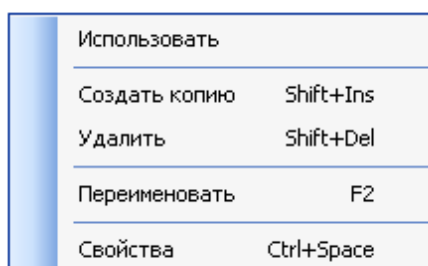 Использовать
Создать копию Shift+Ins
Удалить Shift+Del
Переименовать F2
Свойства Ctrl+Space